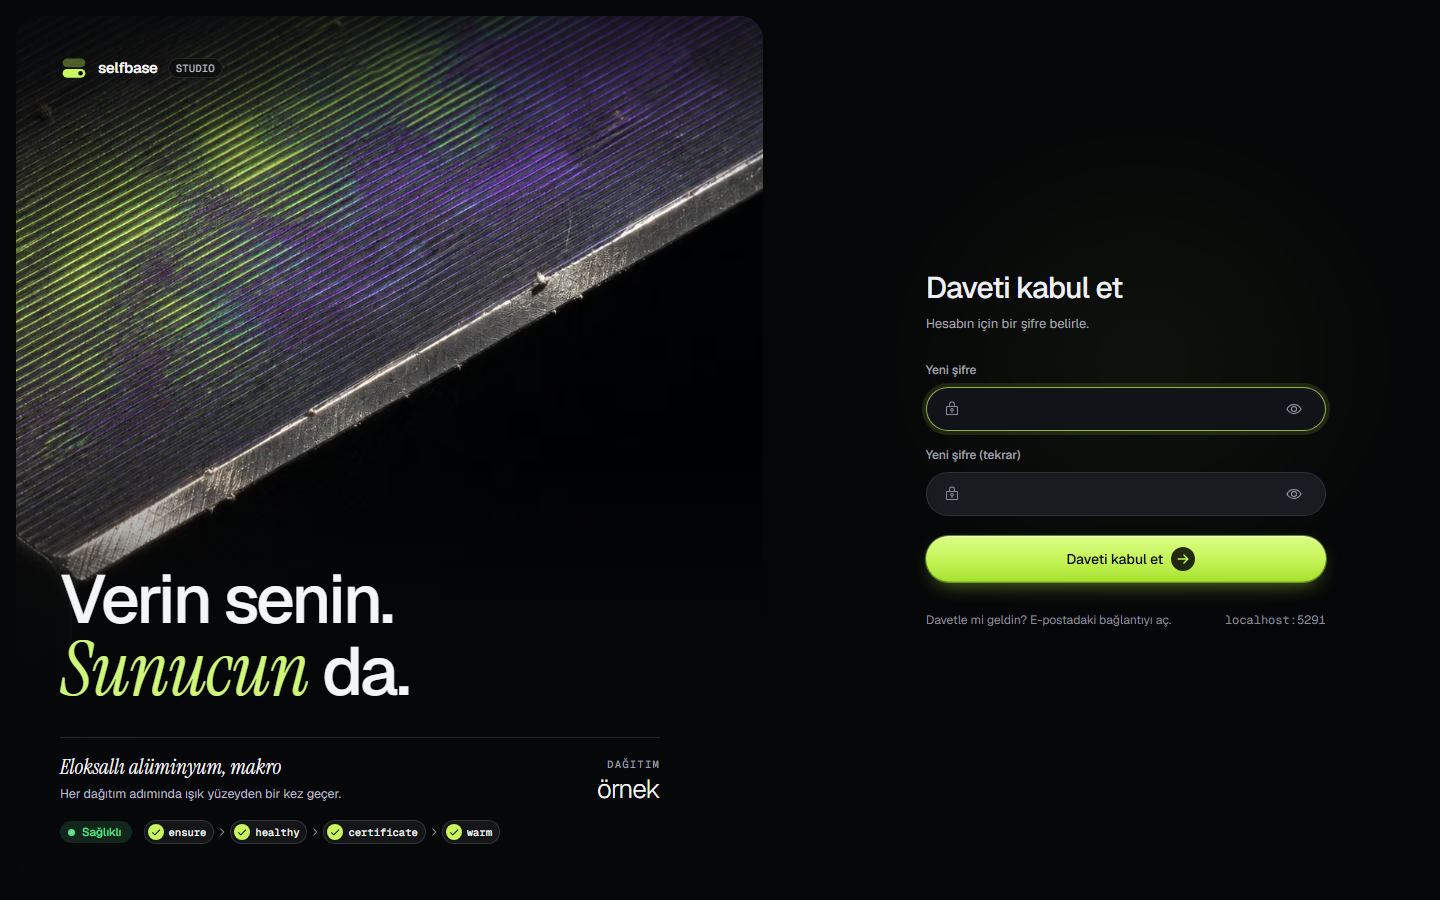 selfbase STUDIO
Verin senin.
Sunucun da.
Eloksallı alüminyum, makro
Her dağıtım adımında ışık yüzeyden bir kez geçer.
DAĞITIM
örnek
Sağlıklı ensure healthy certificate warm
Daveti kabul et
Hesabın için bir şifre belirle.
Yeni şifre
Yeni şifre (tekrar)
Daveti kabul et
Davetle mi geldin? E-postadaki bağlantıyı aç. localhost:5291